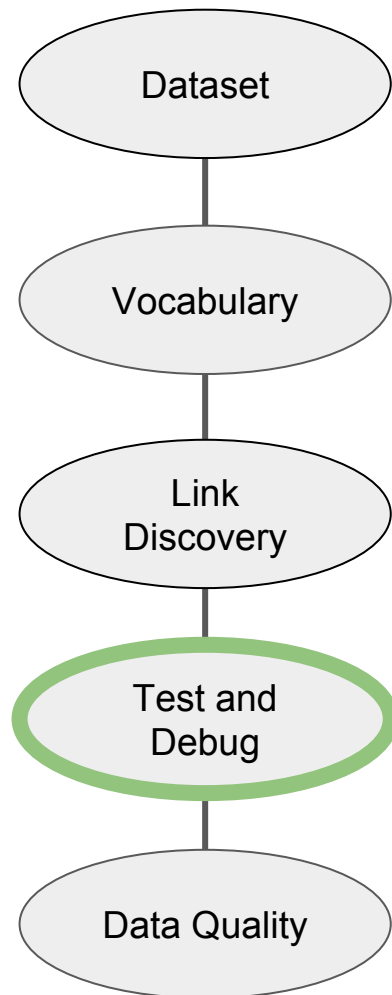 Dataset
Vocabulary
Link
Discovery
Test and
Debug
Data Quality